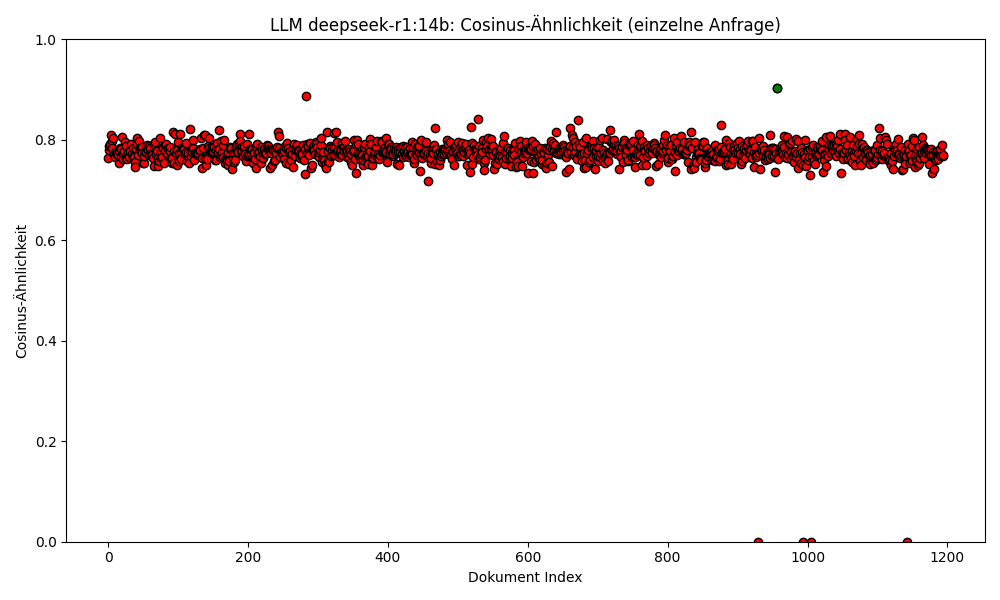 LLM deepseek-r1:14b: Cosinus-Ähnlichkeit (einzelne Anfrage)
1.0
0.8
0.6
0.4
0.2
0.0
Cosinus-Ähnlichkeit
0 200 400 600 800 1000 1200
Dokument Index